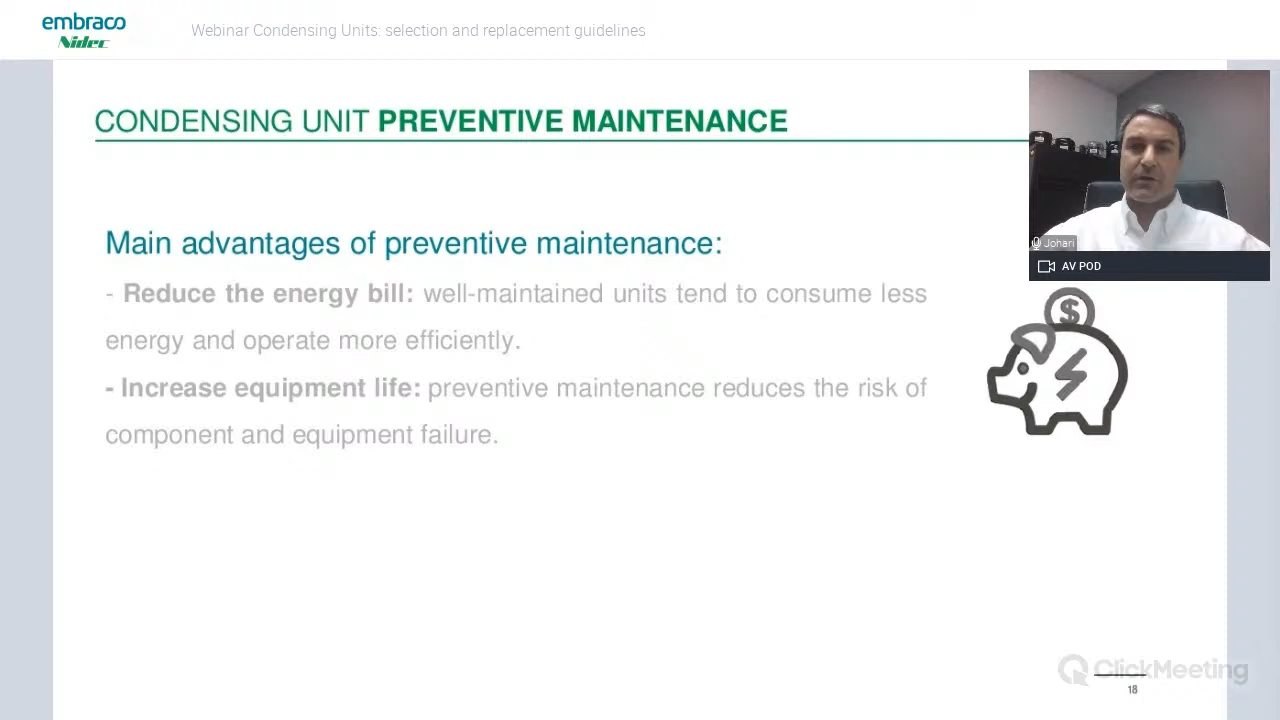 embraco
Nidec
Webinar Condensing Units: selection and replacement guidelines
CONDENSING UNIT PREVENTIVE MAINTENANCE
Johari
AV POD
Main advantages of preventive maintenance:
- Reduce the energy bill: well-maintained units tend to consume less
energy and operate more efficiently.
- Increase equipment life: preventive maintenance reduces the risk of
component and equipment failure.
$
ClickMeeting
18